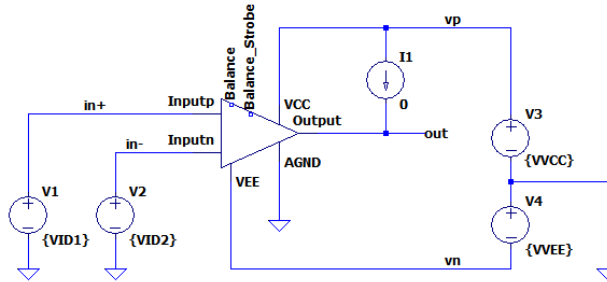 Balance
Balance_Strobe
vp
I1
in+
Inputp
VCC
Output
0
V3
in-
Inputn
out
AGND
{VVCC}
VEE
V1
V2
V4
{VID1}
{VID2}
{VVEE}
vn